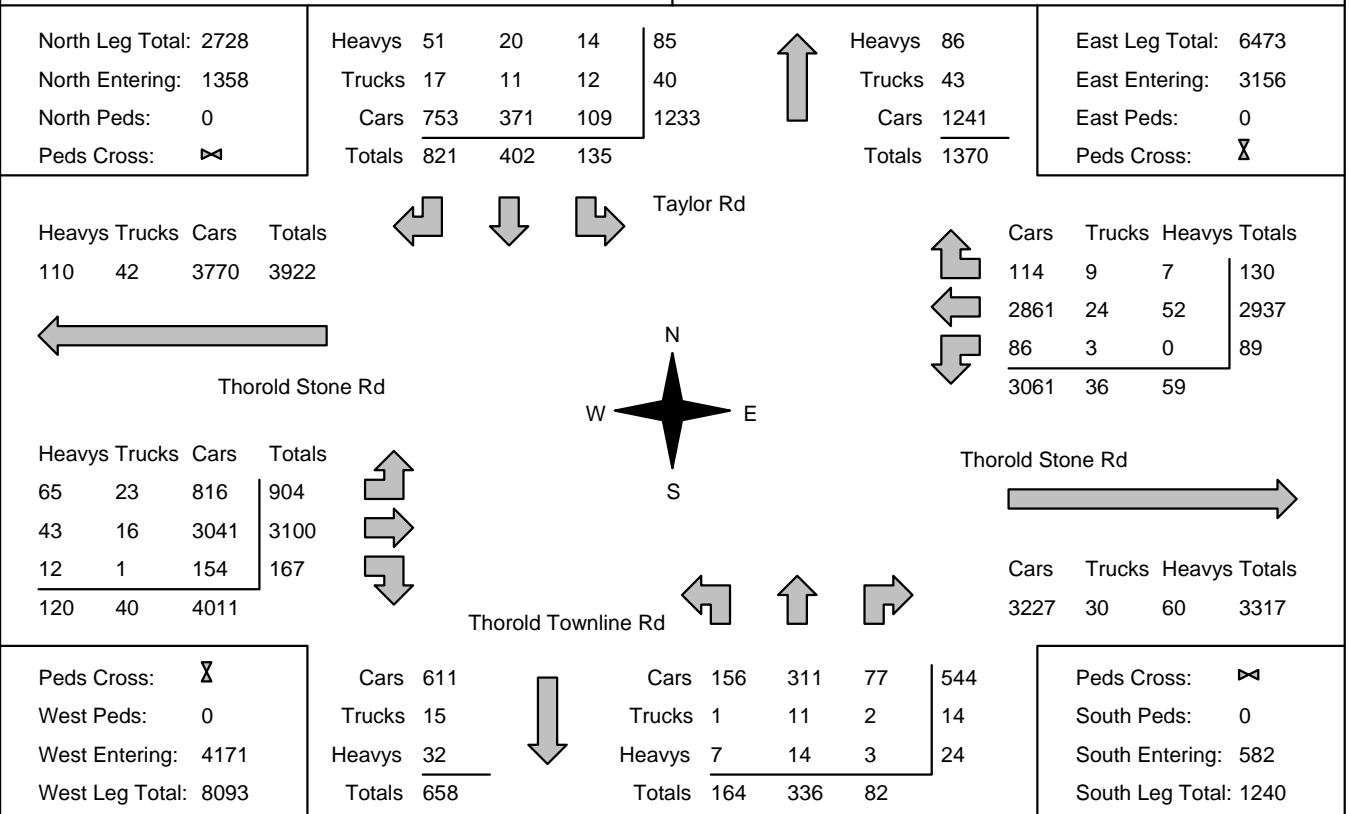 North Leg Total: 2728
North Entering: 1358
North Peds: 0
Peds Cross:
Heavys 51 20 14 85
Trucks 17 11 12 40
Cars 753 371 109 1233
Totals 821 402 135
Heavys 86
Trucks 43
Cars 1241
Totals 1370
East Leg Total: 6473
East Entering: 3156
East Peds: 0
Peds Cross:
Taylor Rd
Heavys Trucks Cars Totals
110 42 3770 3922
Thorold Stone Rd
Cars Trucks Heavys Totals
114 9 7 130
2861 24 52 2937
86 3 0 89
3061 36 59
N
W E
S
Heavys Trucks Cars Totals
65 23 816 904
43 16 3041 3100
12 1 154 167
120 40 4011
Thorold Stone Rd
Cars Trucks Heavys Totals
3227 30 60 3317
Thorold Townline Rd
Peds Cross:
West Peds: 0
West Entering: 4171
West Leg Total: 8093
Cars 611
Trucks 15
Heavys 32
Totals 658
Cars 156 311 77 544
Trucks 1 11 2 14
Heavys 7 14 3 24
Totals 164 336 82
Peds Cross:
South Peds: 0
South Entering: 582
South Leg Total: 1240